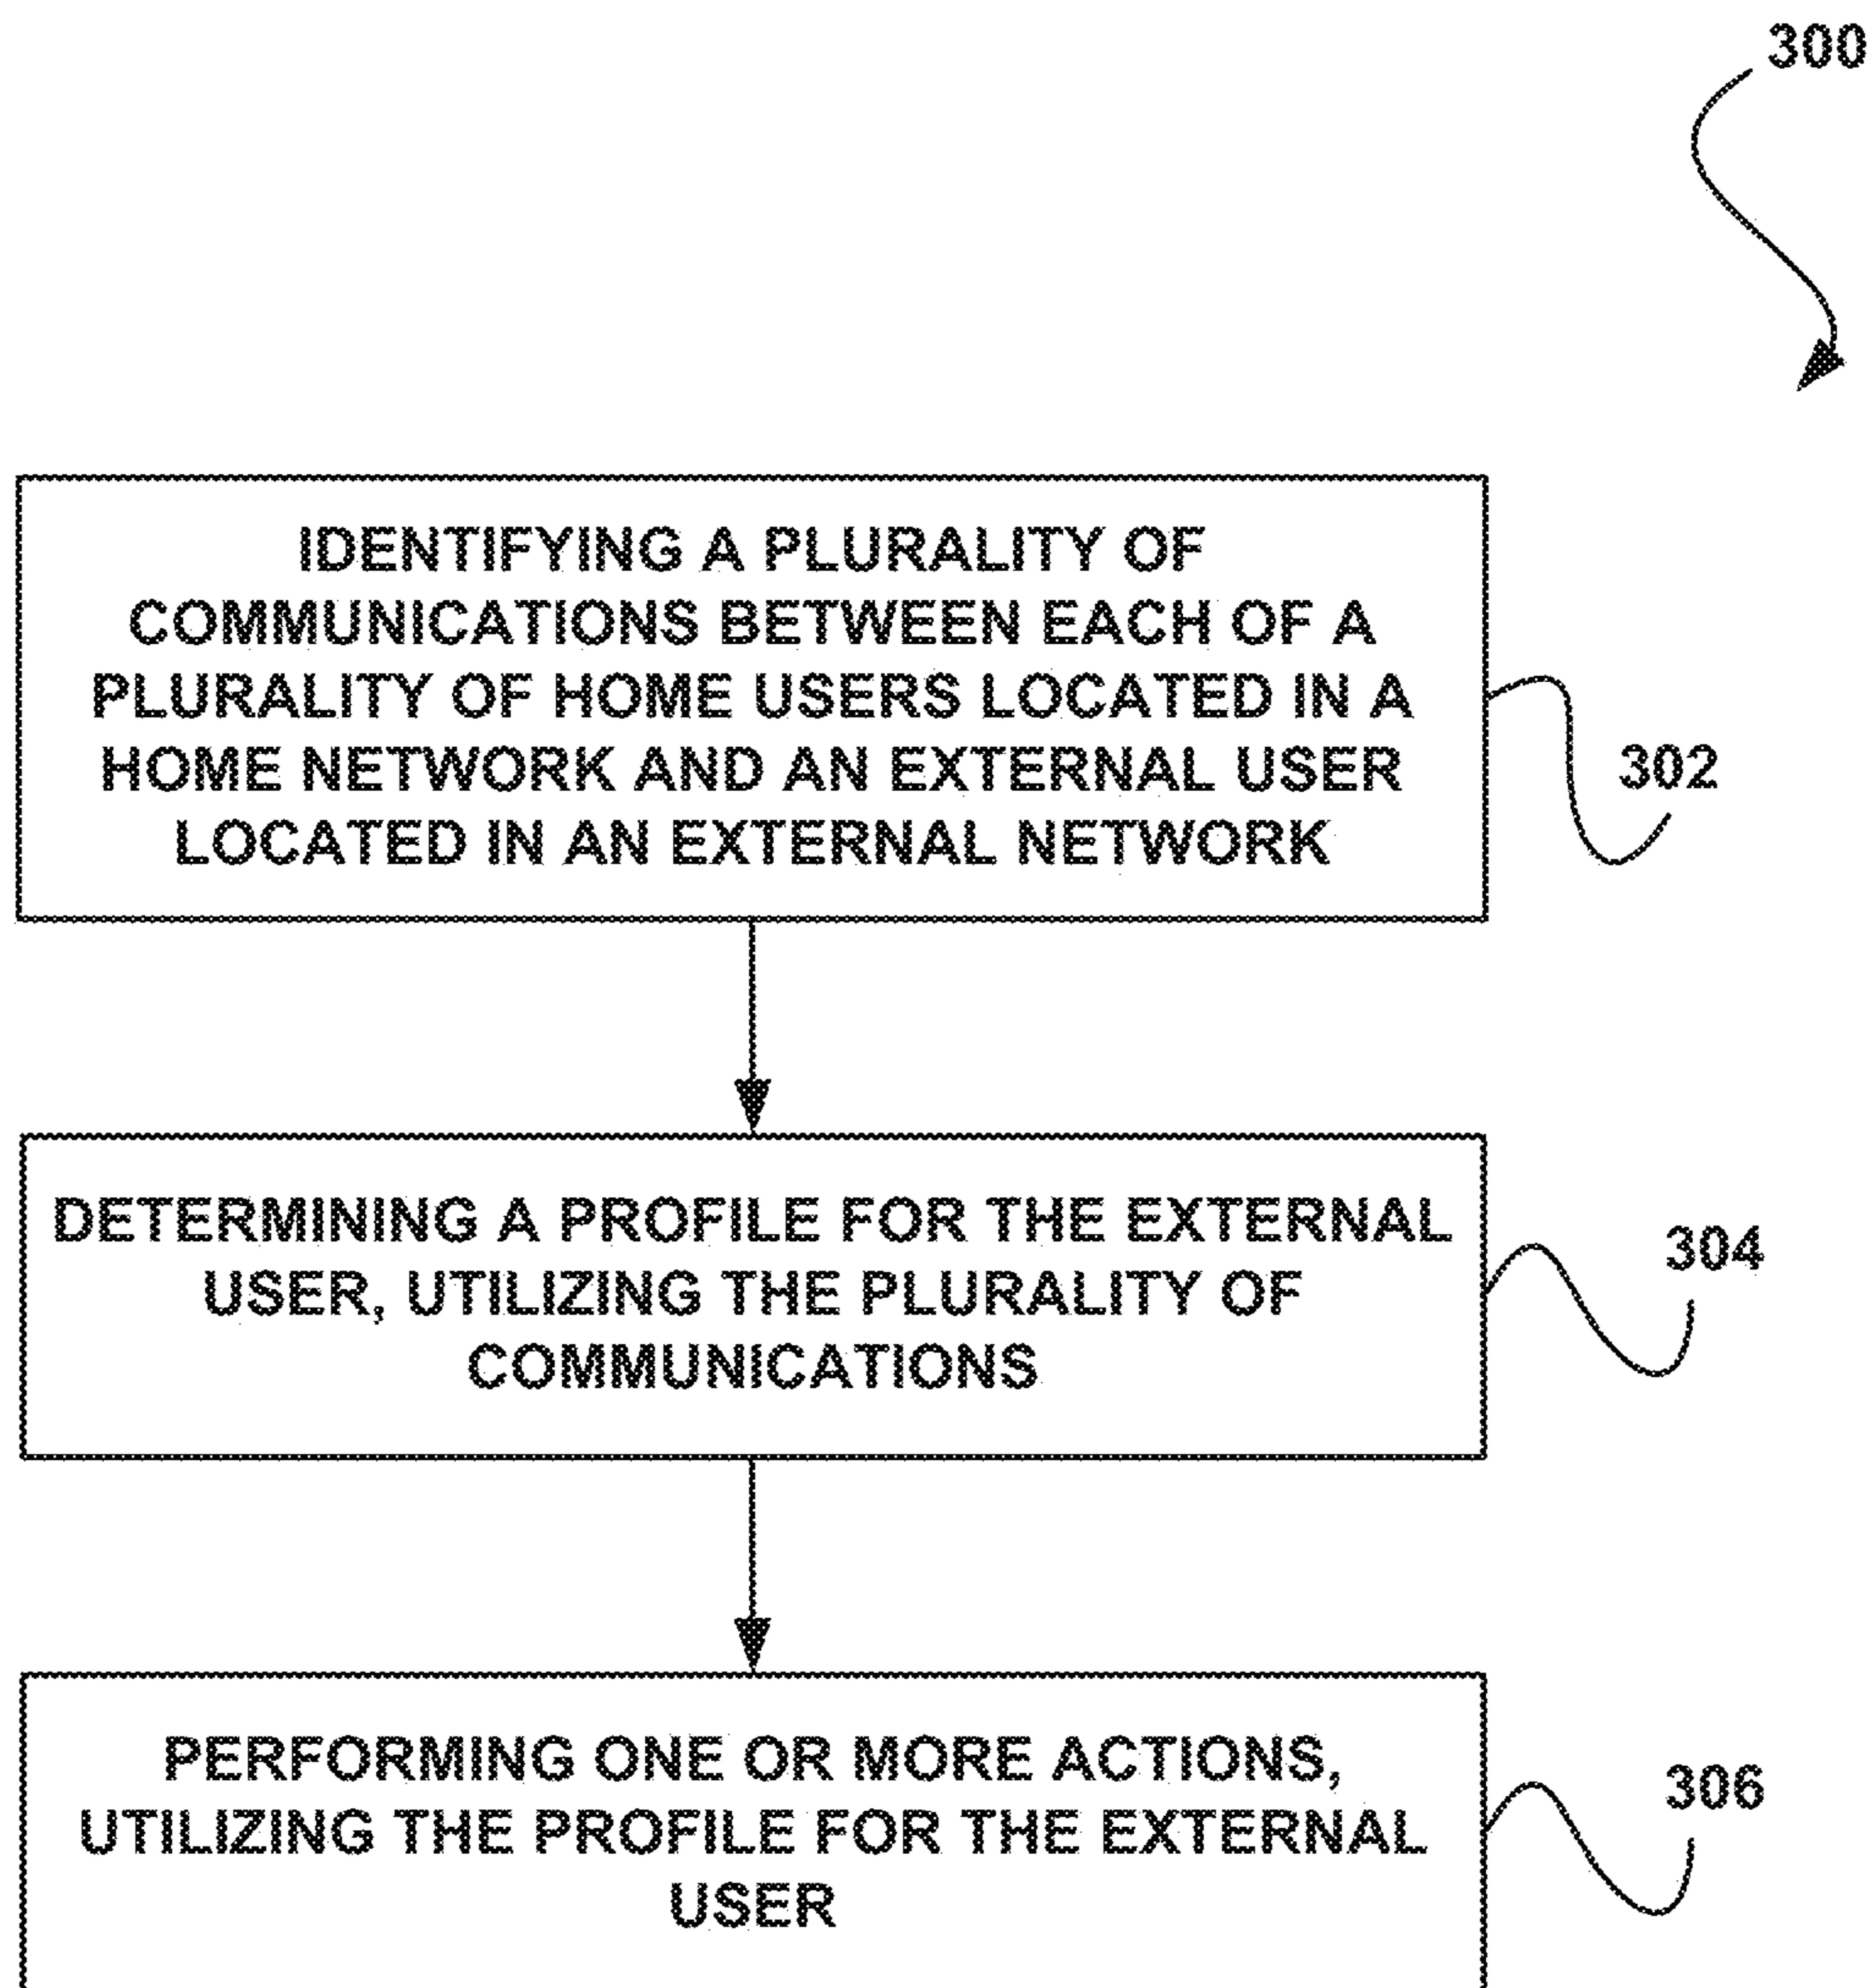 300
IDENTIFYING A PLURALITY OF
COMMUNICATIONS BETWEEN EACH OF A
PLURALITY OF HOME USERS LOCATED IN A
HOME NETWORK AND AN EXTERNAL USER
LOCATED IN AN EXTERNAL NETWORK
302
DETERMINING A PROFILE FOR THE EXTERNAL
USER, UTILIZING THE PLURALITY OF
COMMUNICATIONS
304
PERFORMING ONE OR MORE ACTIONS,
UTILIZING THE PROFILE FOR THE EXTERNAL
USER
306